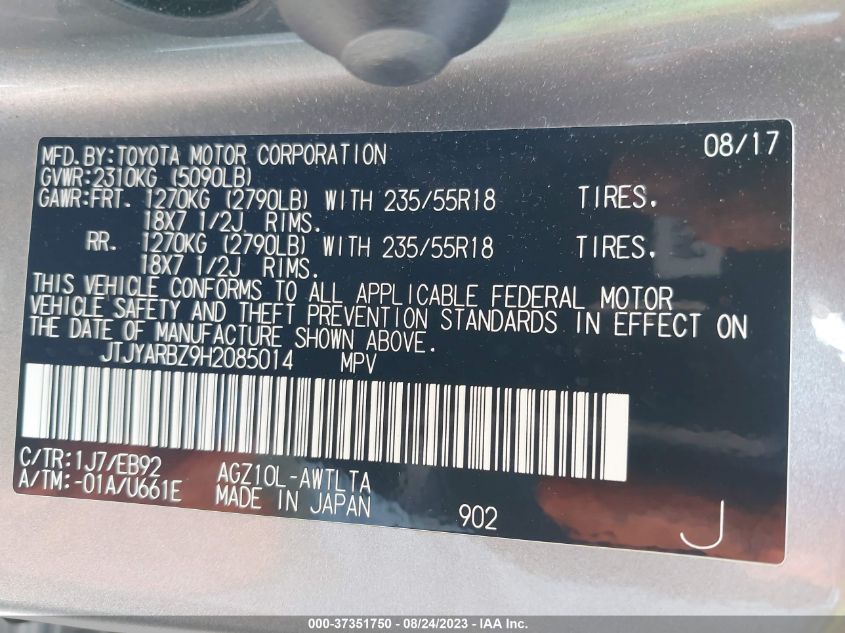 MFD.BY:TOYOTA MOTOR CORPORATION 08/17
GVWR:2310KG (5090LB)
GAWR:FRT. 1270KG (2790LB) WITH 235/55R18 TIRES.
18X7 1/2J RIMS.
RR. 1270KG (2790LB) WITH 235/55R18 TIRES.
18X7 1/2J RIMS.
THIS VEHICLE CONFORMS TO ALL APPLICABLE FEDERAL MOTOR
VEHICLE SAFETY AND THEFT PREVENTION STANDARDS IN EFFECT ON
THE DATE OF MANUFACTURE SHOWN ABOVE.
JTJYARBZ9H2085014 MPV
C/TR:1J7/EB92 AGZ10L-AWTLTA
A/TM:-01A/U661E MADE IN JAPAN 902
J
000-37351750 - 08/24/2023 - IAA Inc.